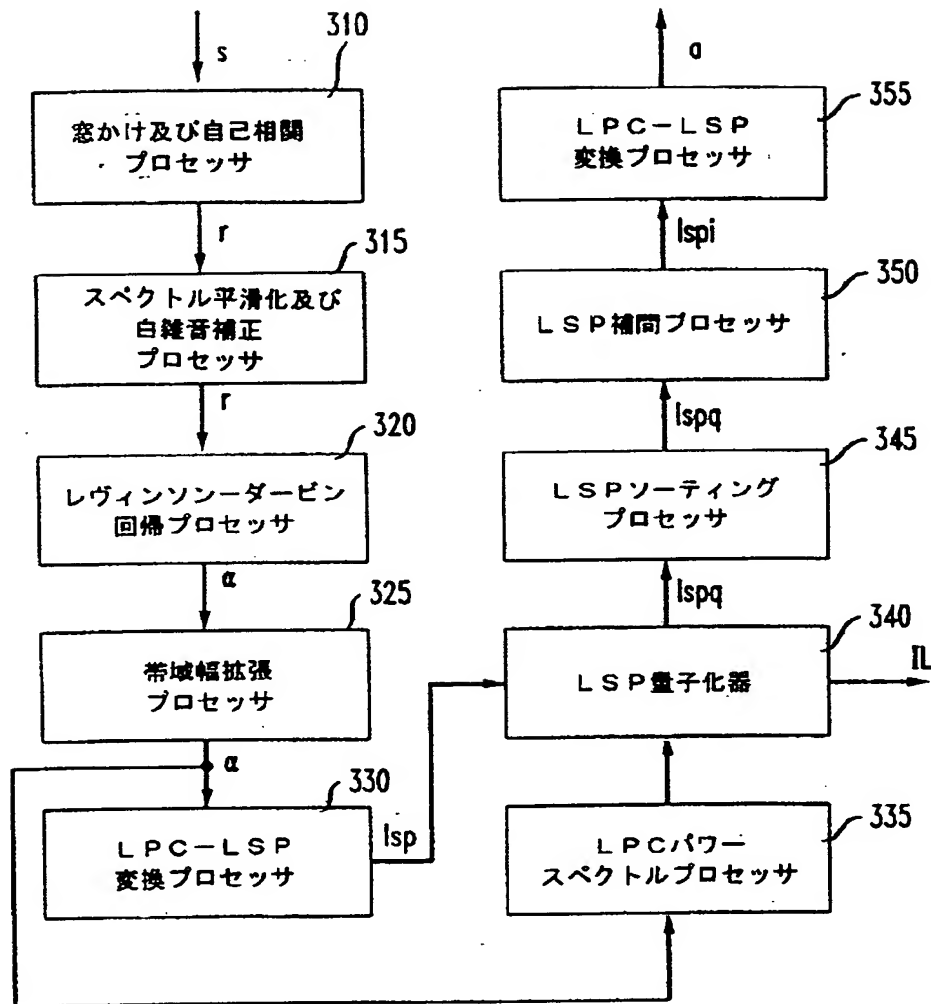 310
s
窓かけ及び自己相関
プロセッサ
r
315
スペクトル平滑化及び
白雑音補正
プロセッサ
r
320
レヴィンソンーダービン
回帰プロセッサ
α
325
帯域幅拡張
プロセッサ
α
330
LPC-LSP
変換プロセッサ
lsp
a
355
LPC-LSP
変換プロセッサ
lspi
350
LSP補間プロセッサ
lspq
345
LSPソーティング
プロセッサ
lspq
340
LSP量子化器
IL
335
LPCパワー
スペクトルプロセッサ